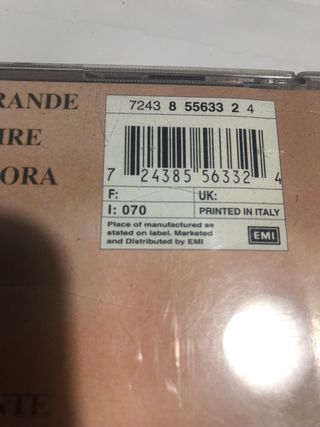 RANDE
IRE
ORA
7243 8 55633 2 4
7 24385 56332 4
F: UK:
I: 070 PRINTED IN ITALY
Place of manufactured as
stated on label. Marketed
and Distributed by EMI
EMI
NTE